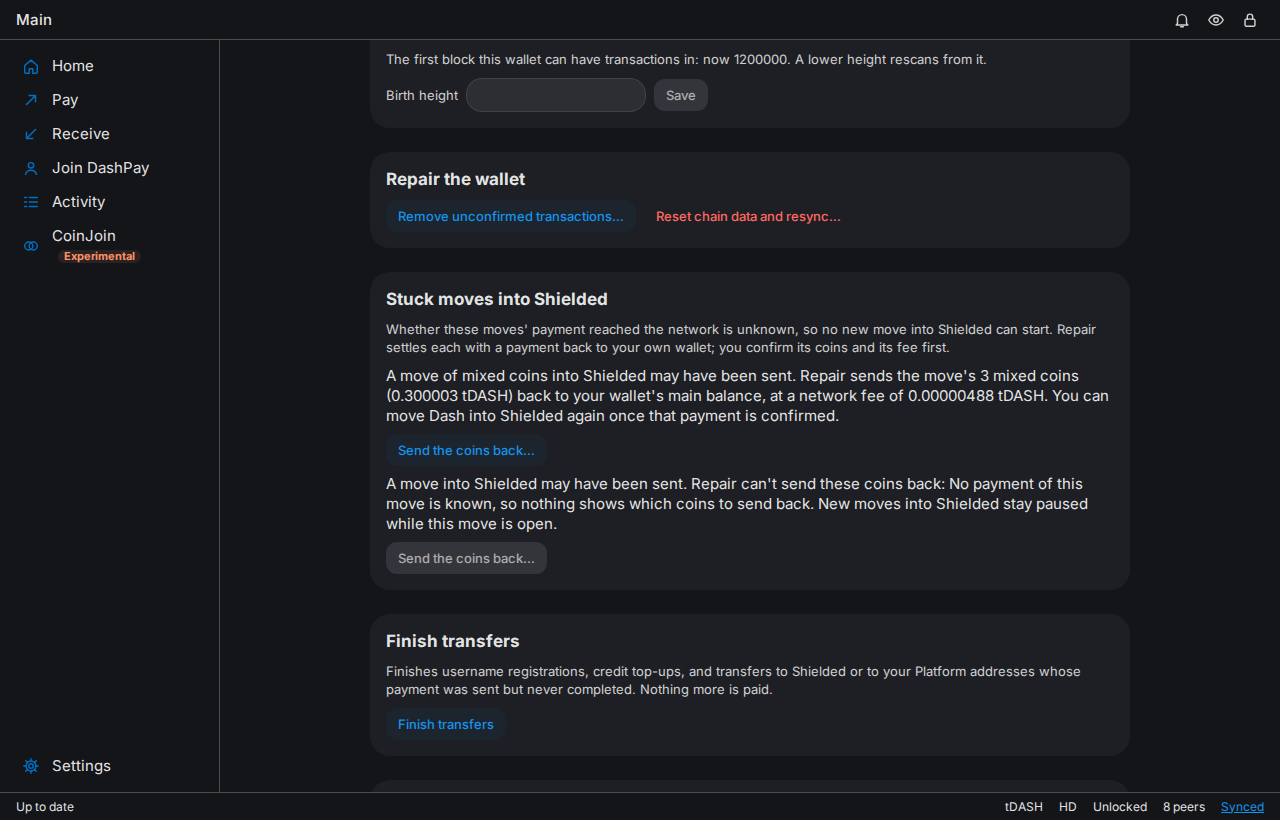 Main
Home
Pay
Receive
Join DashPay
Activity
CoinJoin
Experimental
Settings
The first block this wallet can have transactions in: now 1200000. A lower height rescans from it.
Birth height
Save
Repair the wallet
Remove unconfirmed transactions...
Reset chain data and resync...
Stuck moves into Shielded
Whether these moves' payment reached the network is unknown, so no new move into Shielded can start. Repair
settles each with a payment back to your own wallet; you confirm its coins and its fee first.
A move of mixed coins into Shielded may have been sent. Repair sends the move's 3 mixed coins
(0.300003 tDASH) back to your wallet's main balance, at a network fee of 0.00000488 tDASH. You can
move Dash into Shielded again once that payment is confirmed.
Send the coins back...
A move into Shielded may have been sent. Repair can't send these coins back: No payment of this
move is known, so nothing shows which coins to send back. New moves into Shielded stay paused
while this move is open.
Send the coins back...
Finish transfers
Finishes username registrations, credit top-ups, and transfers to Shielded or to your Platform addresses whose
payment was sent but never completed. Nothing more is paid.
Finish transfers
Up to date
tDASH
HD
Unlocked
8 peers
Synced